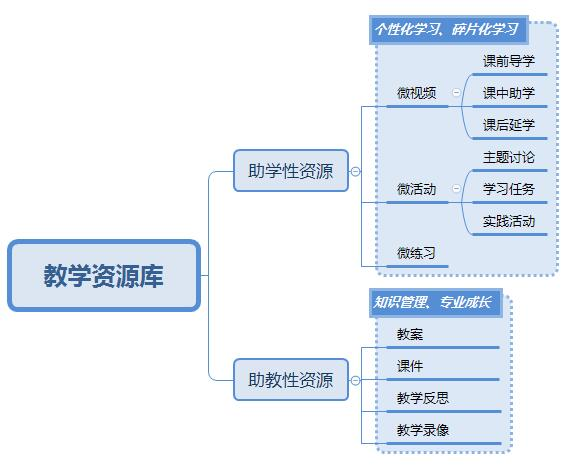 个性化学习、碎片化学习
课前导学
微视频
课中助学
课后延学
助学性资源
主题讨论
微活动
学习任务
实践活动
微练习
教学资源库
知识管理、专业成长
教案
课件
助教性资源
教学反思
教学录像